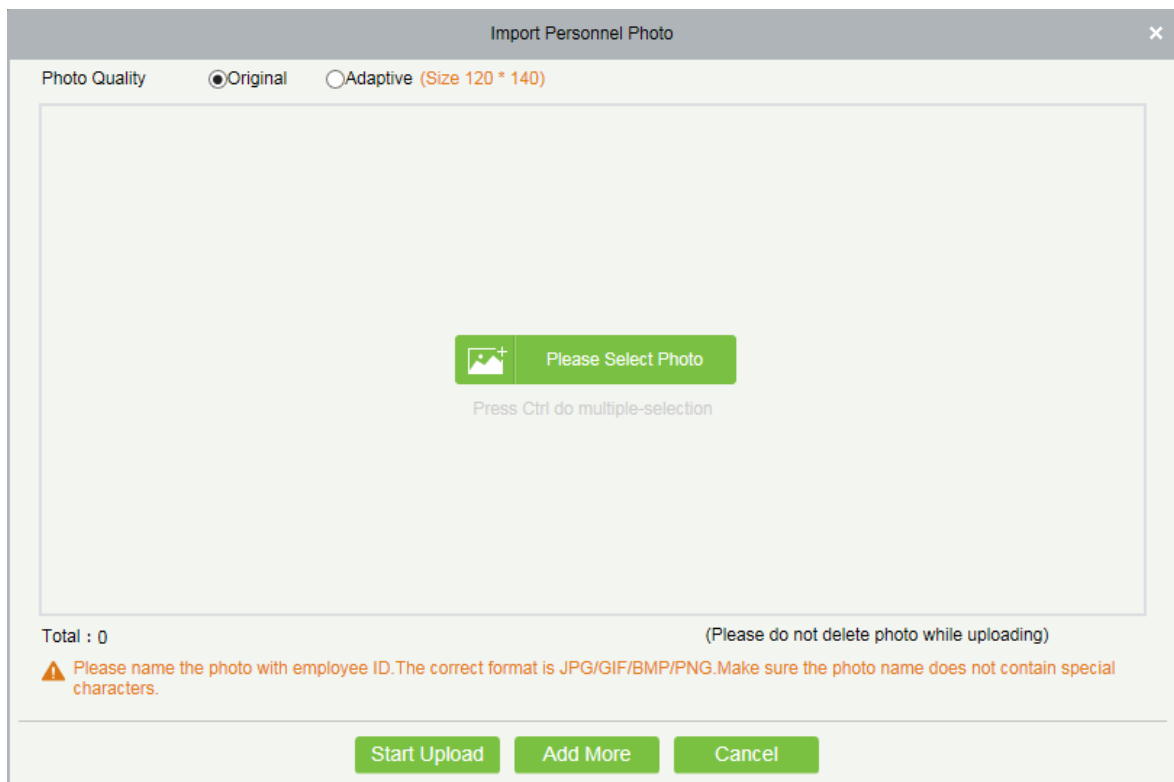 Import Personnel Photo
Photo Quality Original Adaptive (Size 120 * 140)
Please Select Photo
Press Ctrl do multiple-selection
Total : 0 (Please do not delete photo while uploading)
Please name the photo with employee ID.The correct format is JPG/GIF/BMP/PNG.Make sure the photo name does not contain special
characters.
Start Upload Add More Cancel